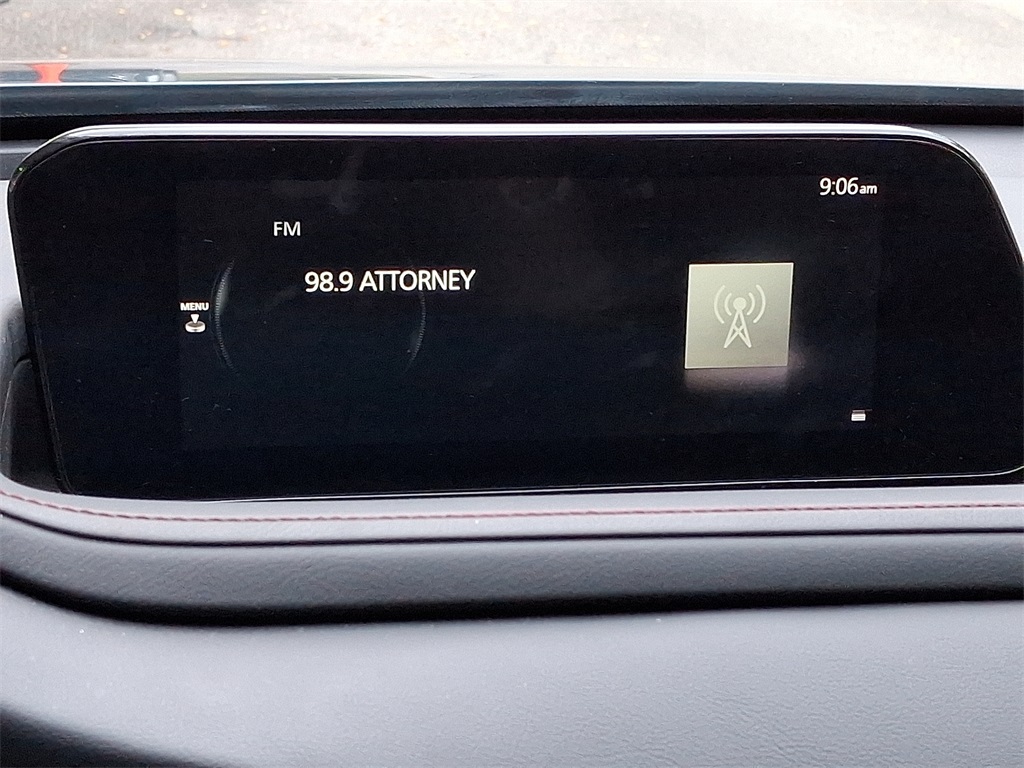 9:06am
FM
98.9 ATTORNEY
MENU